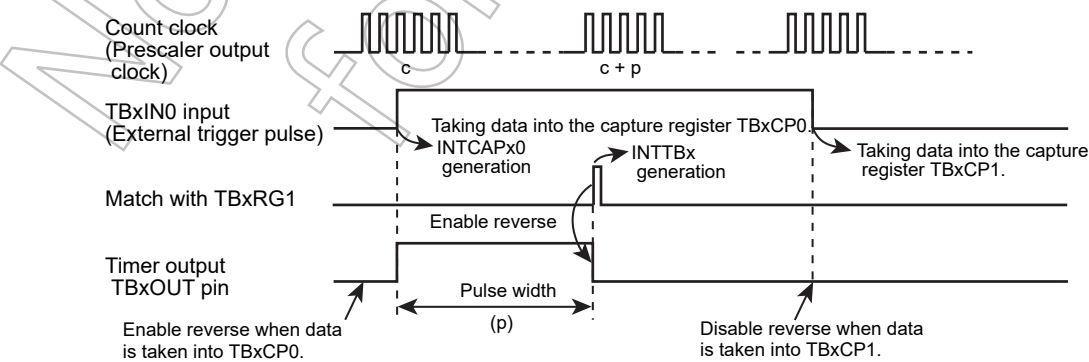 Count clock
(Prescaler output
clock)
c
c + p
TBxIN0 input
(External trigger pulse)
Taking data into the capture register TBxCP0.
INTCAPx0
generation
INTTBx
generation
Taking data into the capture
register TBxCP1.
Match with TBxRG1
Enable reverse
Timer output
TBxOUT pin
Pulse width
(p)
Enable reverse when data
is taken into TBxCP0.
Disable reverse when data
is taken into TBxCP1.